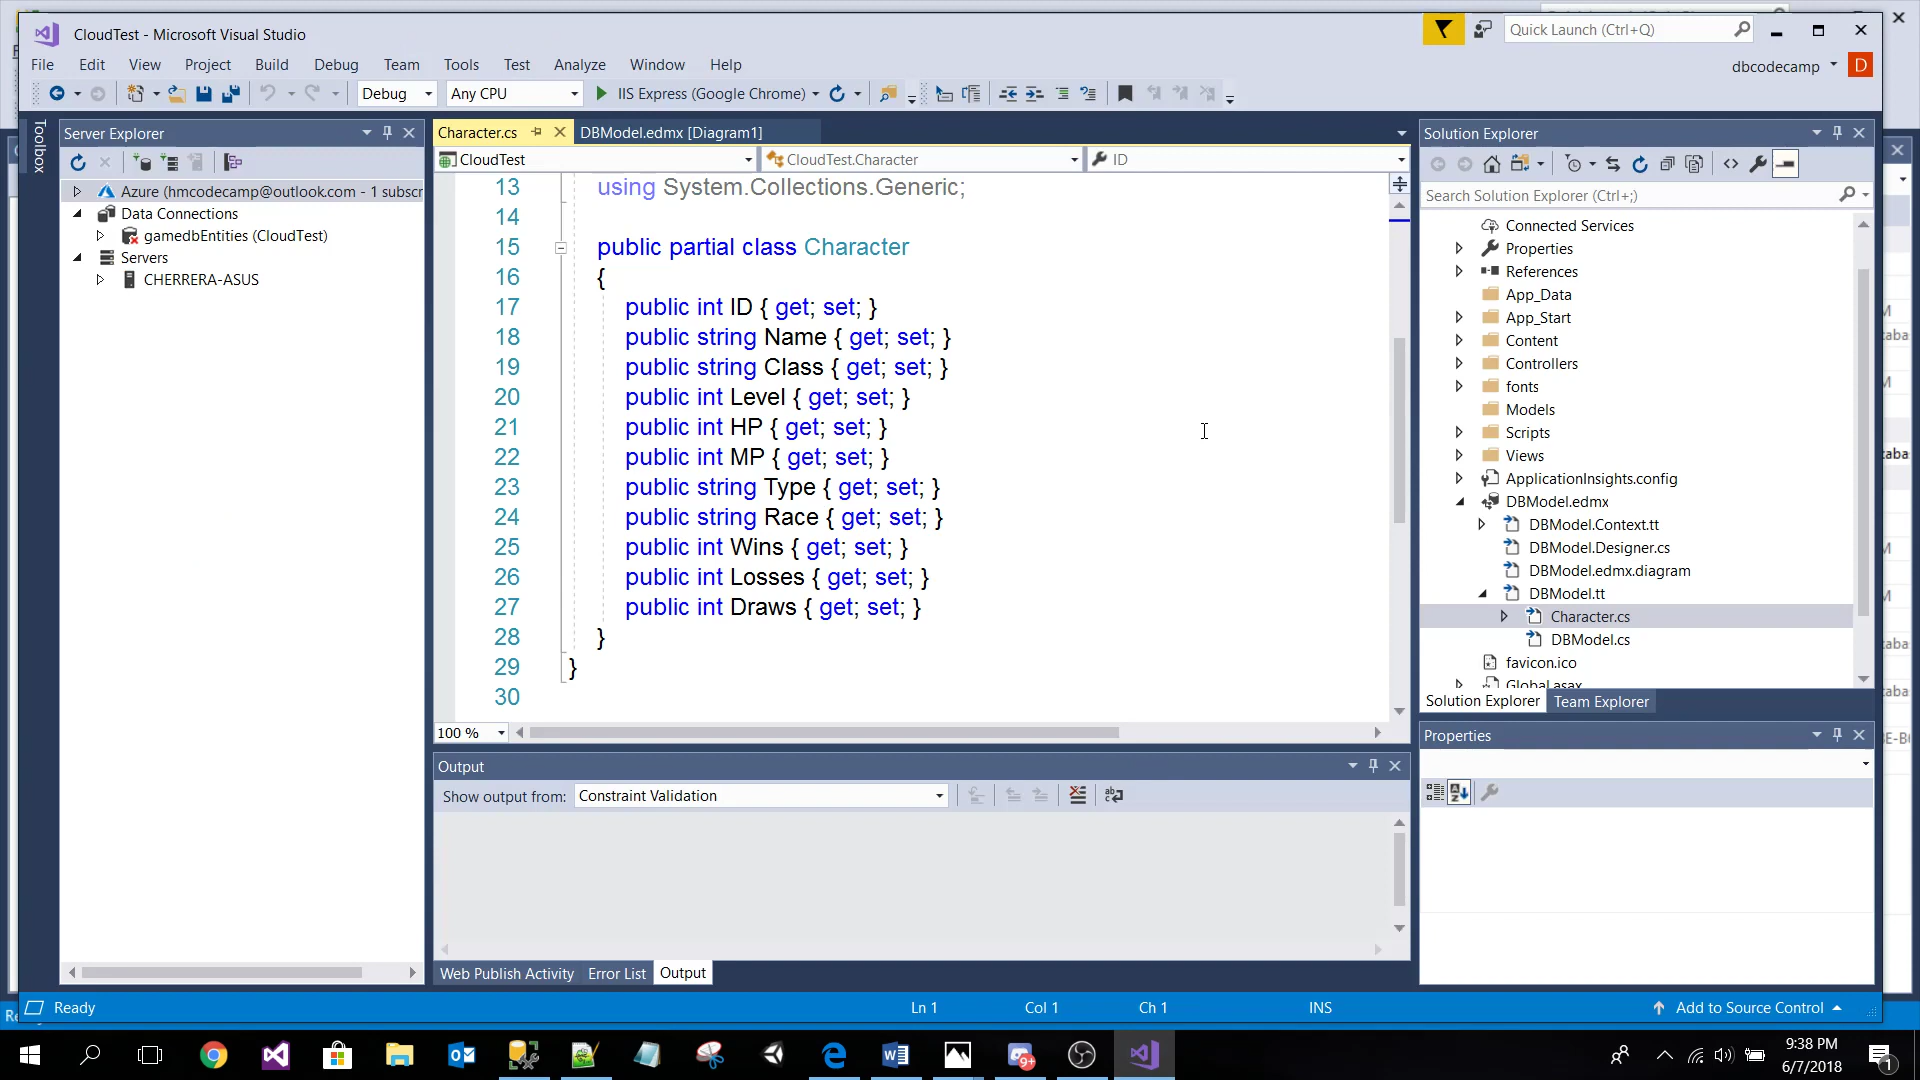 CloudTest - Microsoft Visual Studio
Quick Launch (Ctrl+Q)
File Edit View Project Build Debug Team Tools Test Analyze Window Help
dbcodecamp D
Debug Any CPU IIS Express (Google Chrome)
Toolbox
Server Explorer
Azure (hmcodecamp@outlook.com - 1 subscr
Data Connections
gamedbEntities (CloudTest)
Servers
CHERRERA-ASUS
Character.cs DBModel.edmx [Diagram1]
CloudTest CloudTest.Character ID
13 using System.Collections.Generic;
14
15 public partial class Character
16 {
17 public int ID { get; set; }
18 public string Name { get; set; }
19 public string Class { get; set; }
20 public int Level { get; set; }
21 public int HP { get; set; }
22 public int MP { get; set; }
23 public string Type { get; set; }
24 public string Race { get; set; }
25 public int Wins { get; set; }
26 public int Losses { get; set; }
27 public int Draws { get; set; }
28 }
29 }
30
100 %
Output
Show output from: Constraint Validation
Web Publish Activity Error List Output
Solution Explorer
Search Solution Explorer (Ctrl+;)
Connected Services
Properties
References
App_Data
App_Start
Content
Controllers
fonts
Models
Scripts
Views
ApplicationInsights.config
DBModel.edmx
DBModel.Context.tt
DBModel.Designer.cs
DBModel.edmx.diagram
DBModel.tt
Character.cs
DBModel.cs
favicon.ico
Global.asax
Solution Explorer Team Explorer
Properties
Ready Ln 1 Col 1 Ch 1 INS Add to Source Control
9+
9:38 PM
6/7/2018
1